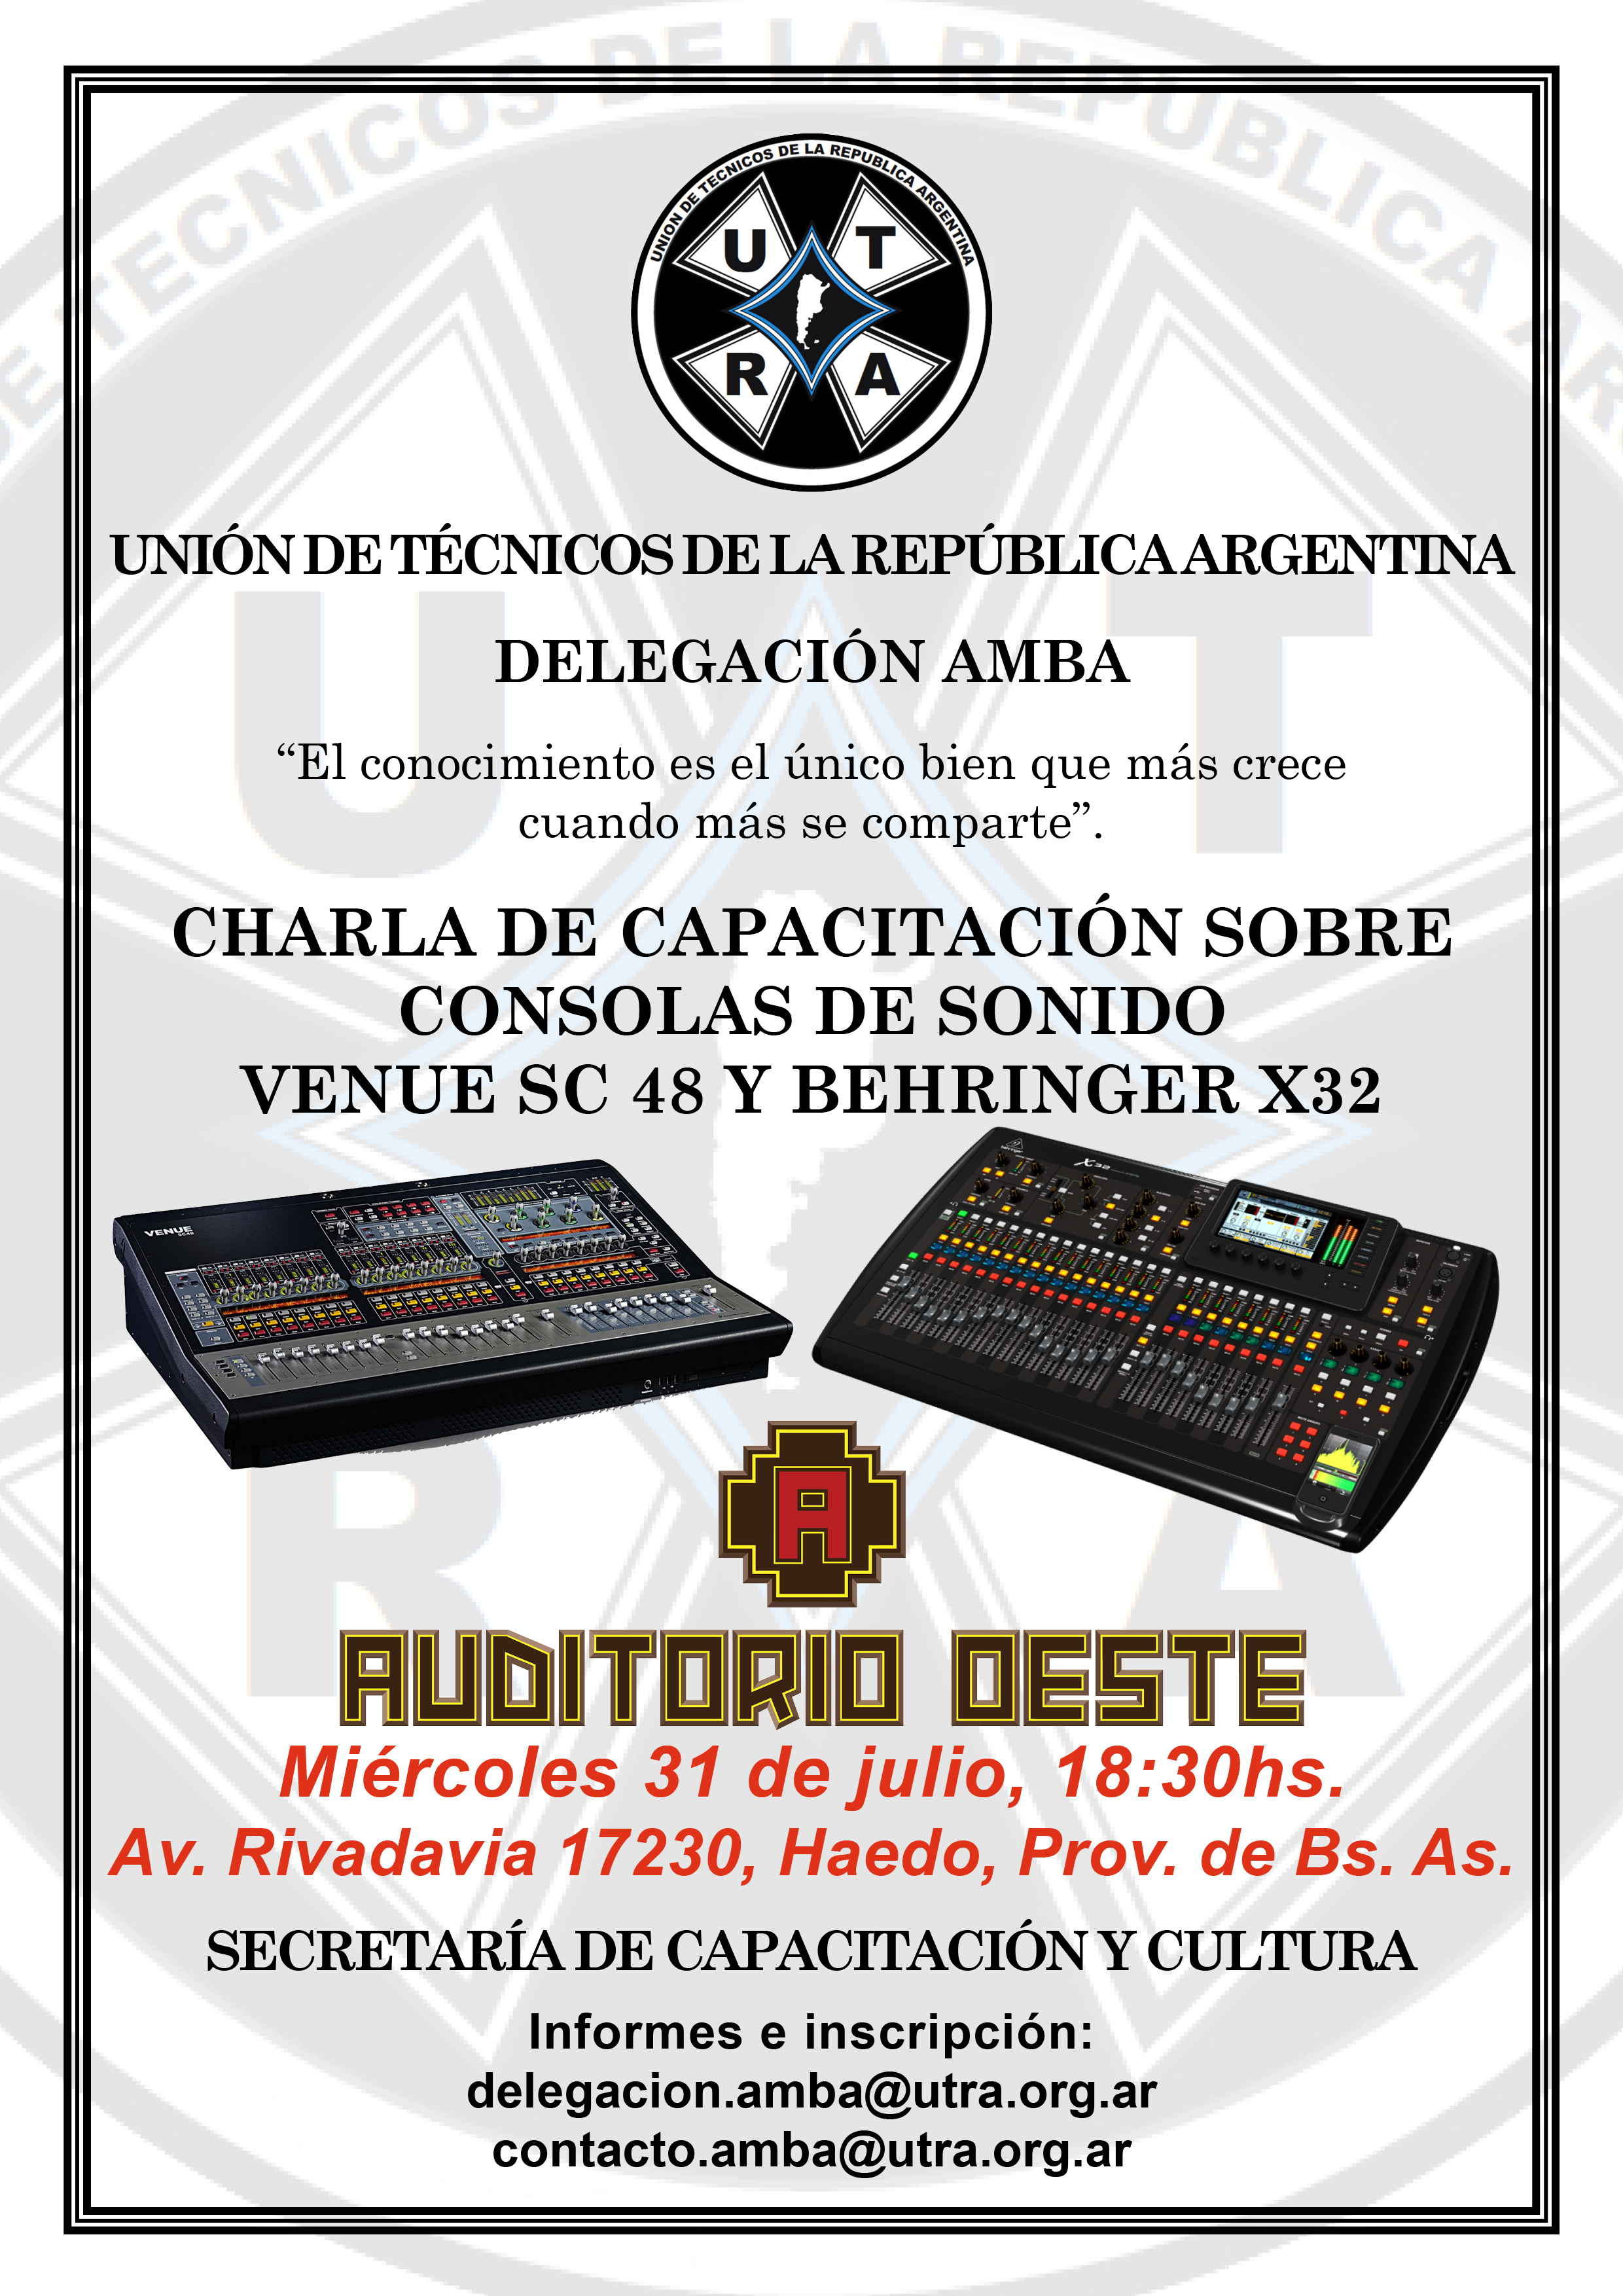 UNION DE TECNICOS DE LA REPUBLICA ARGENTINA
U T
R A
UNIÓN DE TÉCNICOS DE LA REPÚBLICA ARGENTINA
DELEGACIÓN AMBA
“El conocimiento es el único bien que más crece
cuando más se comparte”.
CHARLA DE CAPACITACIÓN SOBRE
CONSOLAS DE SONIDO
VENUE SC 48 Y BEHRINGER X32
VENUE
X32
A
AUDITORIO OESTE
Miércoles 31 de julio, 18:30hs.
Av. Rivadavia 17230, Haedo, Prov. de Bs. As.
SECRETARÍA DE CAPACITACIÓN Y CULTURA
Informes e inscripción:
delegacion.amba@utra.org.ar
contacto.amba@utra.org.ar